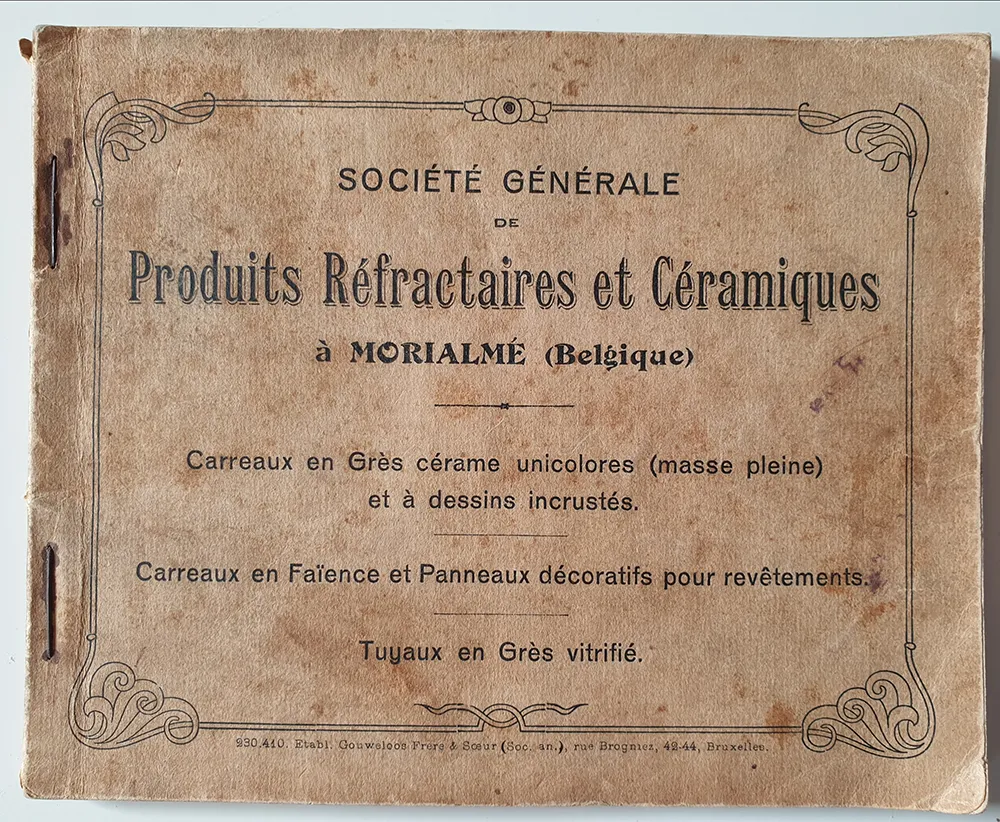 SOCIÉTÉ GÉNÉRALE
DE
Produits Réfractaires et Céramiques
à MORIALMÉ (Belgique)
Carreaux en Grès cérame unicolores (masse pleine)
et à dessins incrustés.
Carreaux en Faïence et Panneaux décoratifs pour revêtements.
Tuyaux en Grès vitrifié.
230.410. Etabl. Gouweloos Frère & Sœur (Soc. an.), rue Brogniez, 42-44, Bruxelles.